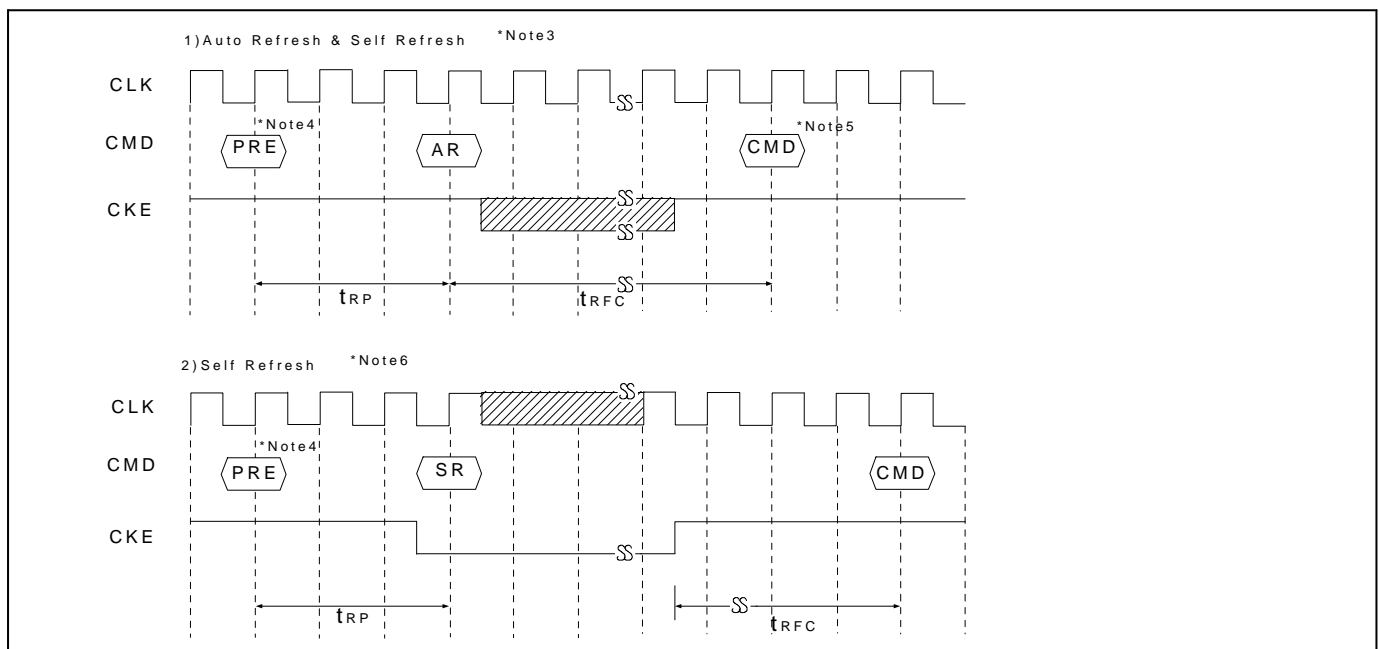 1)Auto Refresh & Self Refresh *Note3
CLK
*Note4 *Note5
CMD PRE AR CMD
CKE
tRP tRFC
2)Self Refresh *Note6
CLK
*Note4
CMD PRE SR CMD
CKE
tRP tRFC